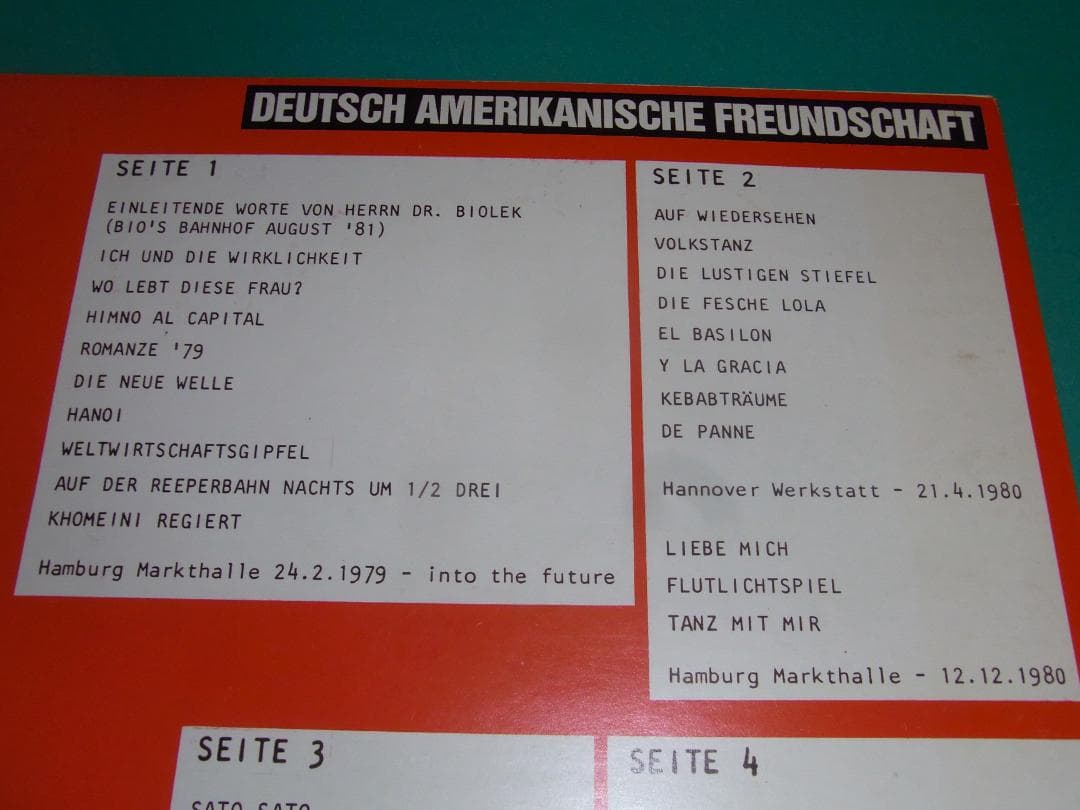 DEUTSCH AMERIKANISCHE FREUNDSCHAFT
SEITE 1
EINLEITENDE WORTE VON HERRN DR. BIOLEK
(BIO'S BAHNHOF AUGUST '81)
ICH UND DIE WIRKLICHKEIT
WO LEBT DIESE FRAU?
HIMNO AL CAPITAL
ROMANZE '79
DIE NEUE WELLE
HANOI
WELTWIRTSCHAFTSGIPFEL
AUF DER REEPERBAHN NACHTS UM 1/2 DREI
KHOMEINI REGIERT
Hamburg Markthalle 24.2.1979 - into the future
SEITE 2
AUF WIEDERSEHEN
VOLKSTANZ
DIE LUSTIGEN STIEFEL
DIE FESCHE LOLA
EL BASILON
Y LA GRACIA
KEBABTRÄUME
DE PANNE
Hannover Werkstatt - 21.4.1980
LIEBE MICH
FLUTLICHTSPIEL
TANZ MIT MIR
Hamburg Markthalle - 12.12.1980
SEITE 3
SATO SATO
SEITE 4